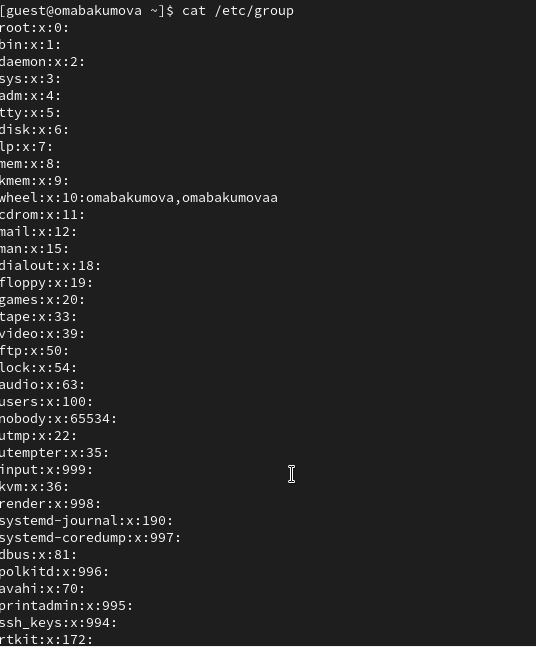 [guest@omabakumova ~]$ cat /etc/group
root:x:0:
bin:x:1:
daemon:x:2:
sys:x:3:
adm:x:4:
tty:x:5:
disk:x:6:
lp:x:7:
mem:x:8:
kmem:x:9:
wheel:x:10:omabakumova,omabakumovaa
cdrom:x:11:
mail:x:12:
man:x:15:
dialout:x:18:
floppy:x:19:
games:x:20:
tape:x:33:
video:x:39:
ftp:x:50:
lock:x:54:
audio:x:63:
users:x:100:
nobody:x:65534:
utmp:x:22:
utempter:x:35:
input:x:999:
kvm:x:36:
render:x:998:
systemd-journal:x:190:
systemd-coredump:x:997:
dbus:x:81:
polkitd:x:996:
avahi:x:70:
printadmin:x:995:
ssh_keys:x:994:
rtkit:x:172: